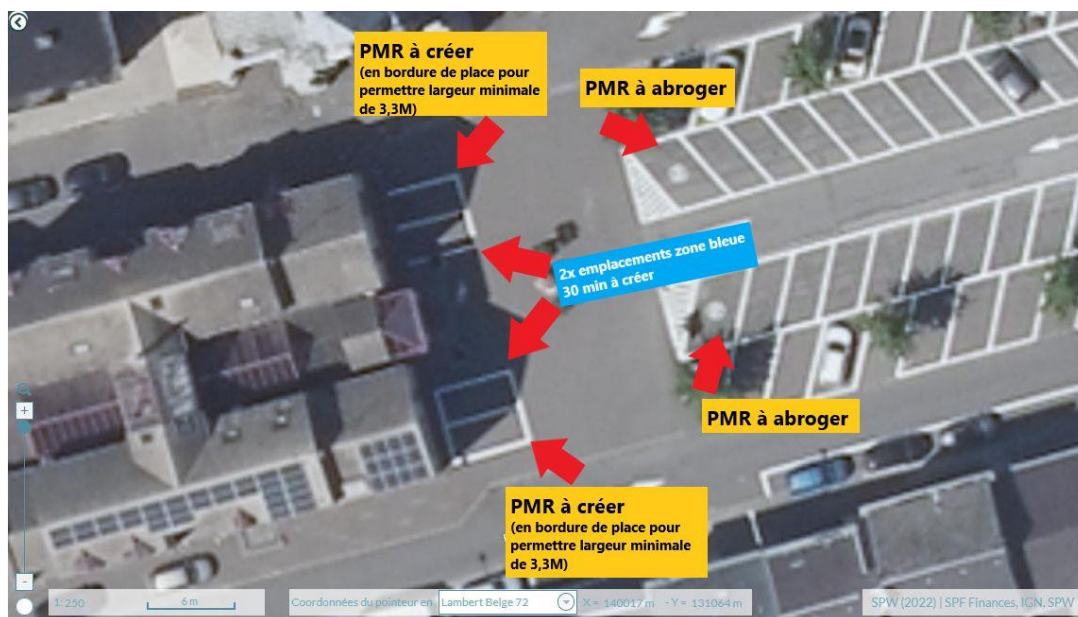 PMR à créer
(en bordure de place pour
permettre largeur minimale
de 3,3M)
PMR à abroger
2x emplacements zone bleue
30 min à créer
PMR à abroger
PMR à créer
(en bordure de place pour
permettre largeur minimale
de 3,3M)
+
-
1: 250
6 m
Coordonnées du pointeur en Lambert Belge 72 X = 140017 m - Y = 131064 m
SPW (2022) | SPF Finances, IGN, SPW